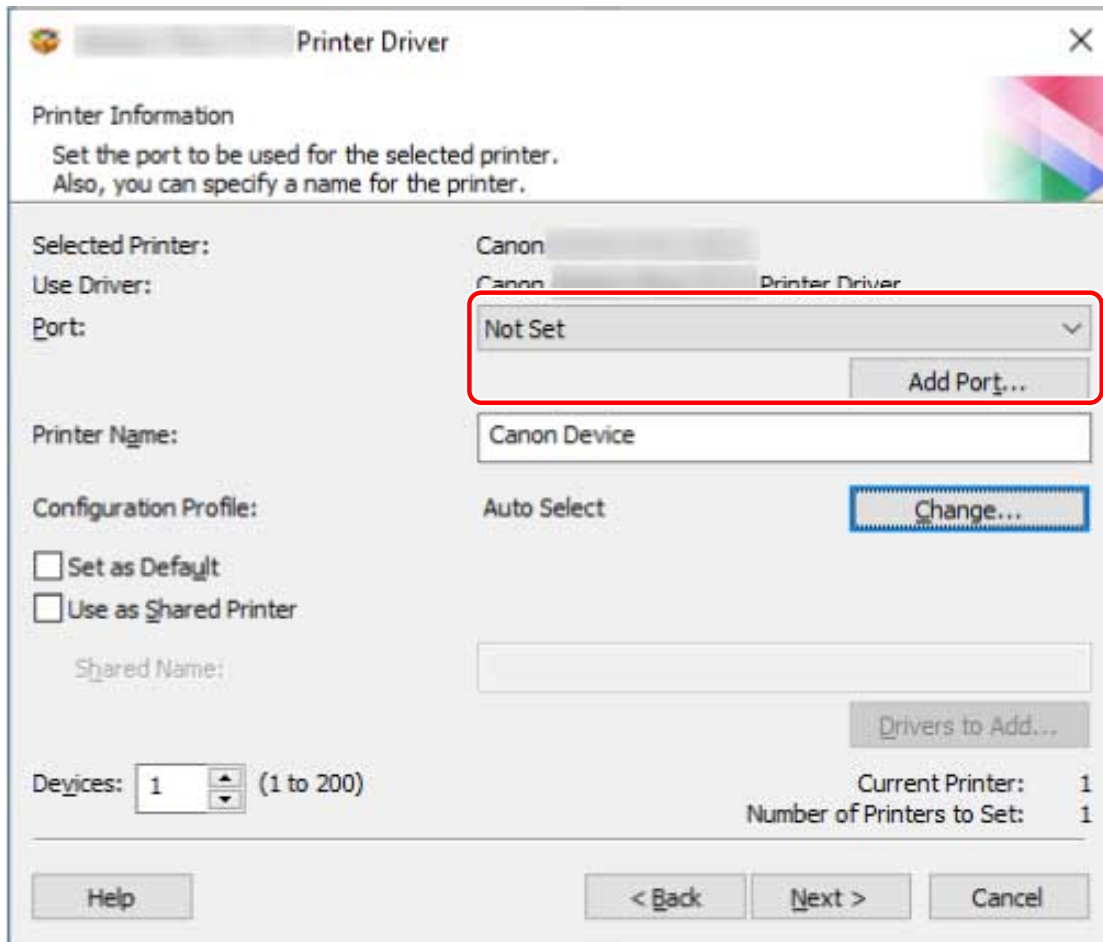 Printer Driver
Printer Information
Set the port to be used for the selected printer.
Also, you can specify a name for the printer.
Selected Printer: Canon
Use Driver: Canon Printer Driver
Port: Not Set
Add Port...
Printer Name: Canon Device
Configuration Profile: Auto Select Change...
Set as Default
Use as Shared Printer
Shared Name:
Drivers to Add...
Devices: 1 (1 to 200) Current Printer: 1
Number of Printers to Set: 1
Help < Back Next > Cancel